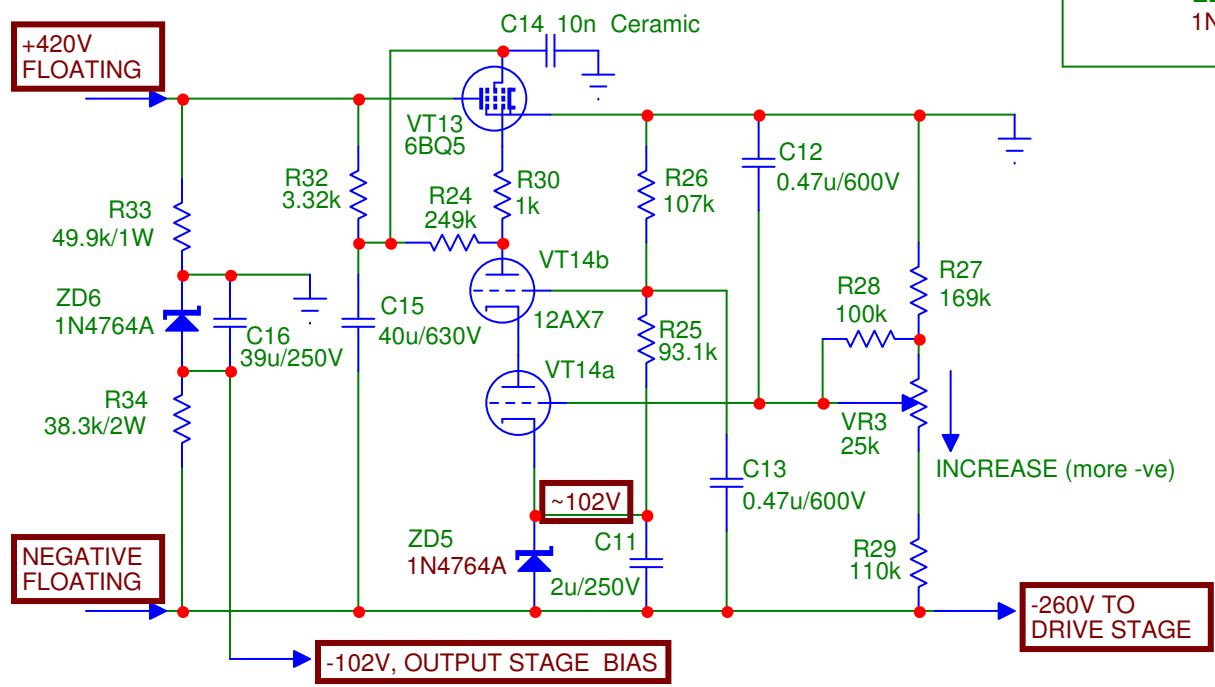 C14 10n Ceramic
1N
+420V
FLOATING
VT13
6BQ5
C12
0.47u/600V
R32
3.32k
R30
1k
R26
107k
R24
249k
R33
49.9k/1W
VT14b
12AX7
R27
169k
R28
100k
ZD6
1N4764A
C16
39u/250V
C15
40u/630V
R25
93.1k
VT14a
R34
38.3k/2W
VR3
25k
INCREASE (more -ve)
C13
0.47u/600V
~102V
ZD5
1N4764A
C11
2u/250V
R29
110k
NEGATIVE
FLOATING
-260V TO
DRIVE STAGE
-102V, OUTPUT STAGE BIAS